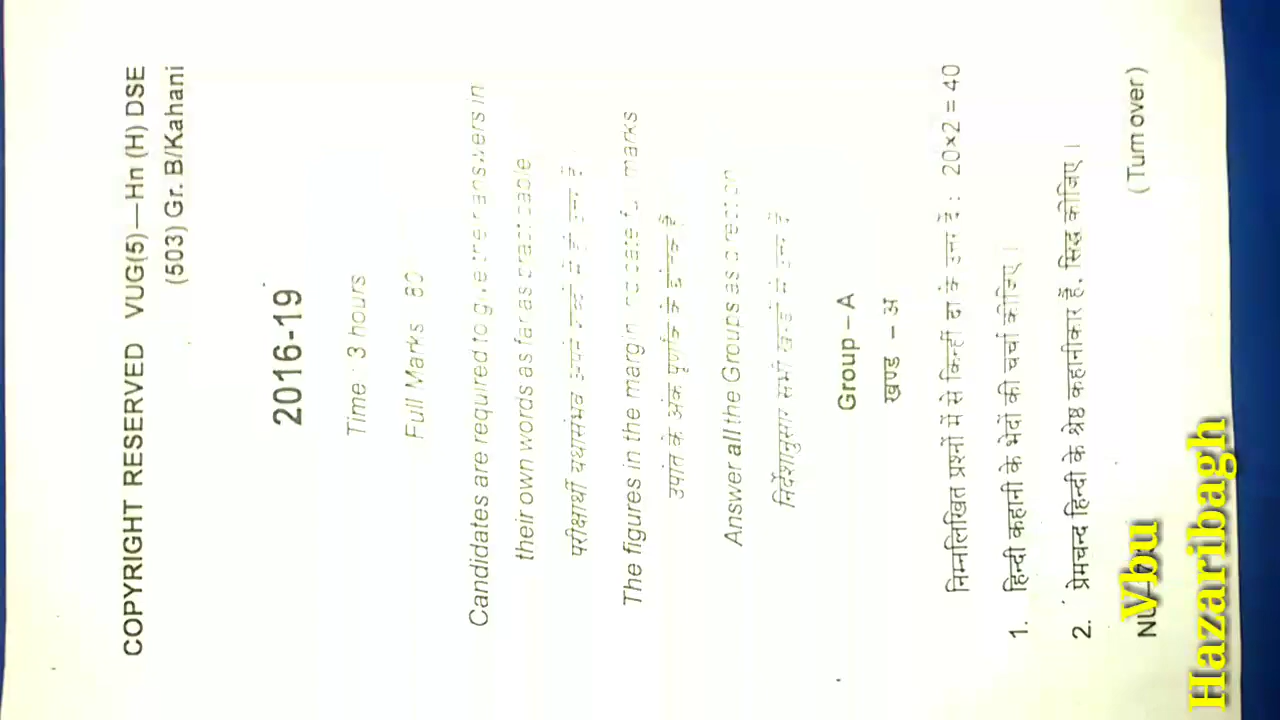 COPYRIGHT RESERVED VUG(5)—Hn (H) DSE
(503) Gr. B/Kahani
2016-19
Time : 3 hours
Full Marks 80
Candidates are required to give their answers in
their own words as far as practicable
परीक्षार्थी यथासंभव अपने शब्दों में ही उत्तर दें
The figures in the margin indicate full marks
उपांत के अंक पूर्णांक के द्योतक हैं
Answer all the Groups as directed
निर्देशानुसार सभी खण्डों से उत्तर दें
Group – A
खण्ड – अ
निम्नलिखित प्रश्नों में से किन्हीं दो के उत्तर दें : 20×2 = 40
1. हिन्दी कहानी के भेदों की चर्चा कीजिए।
2. प्रेमचन्द हिन्दी के श्रेष्ठ कहानीकार हैं, सिद्ध कीजिए।
(Turn over)
Vbu
Hazaribagh